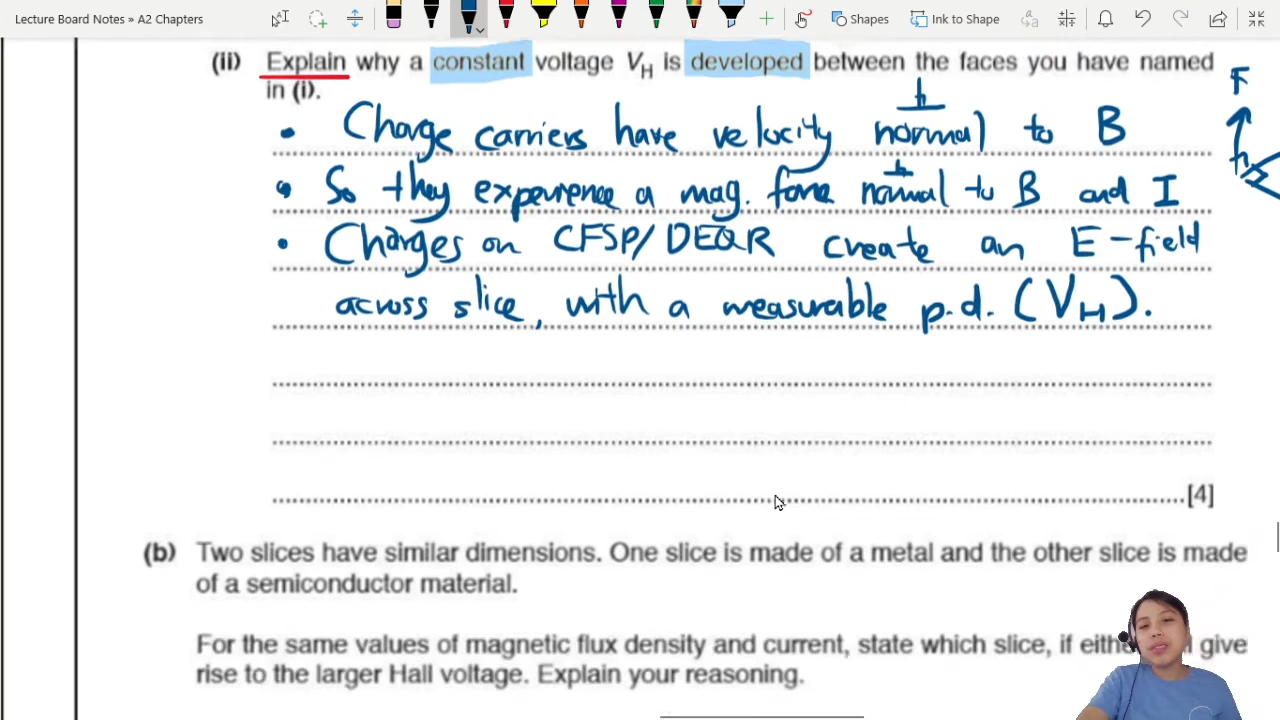 Lecture Board Notes » A2 Chapters
Shapes
Ink to Shape
(ii) Explain why a constant voltage VH is developed between the faces you have named
in (i).
F
• Charge carriers have velocity normal to B
• So they experience a mag. force normal to B and I
• Charges on CFSP/DEQR create an E-field
across slice, with a measurable p.d. (VH).
[4]
(b) Two slices have similar dimensions. One slice is made of a metal and the other slice is made
of a semiconductor material.
For the same values of magnetic flux density and current, state which slice, if give
rise to the larger Hall voltage. Explain your reasoning.